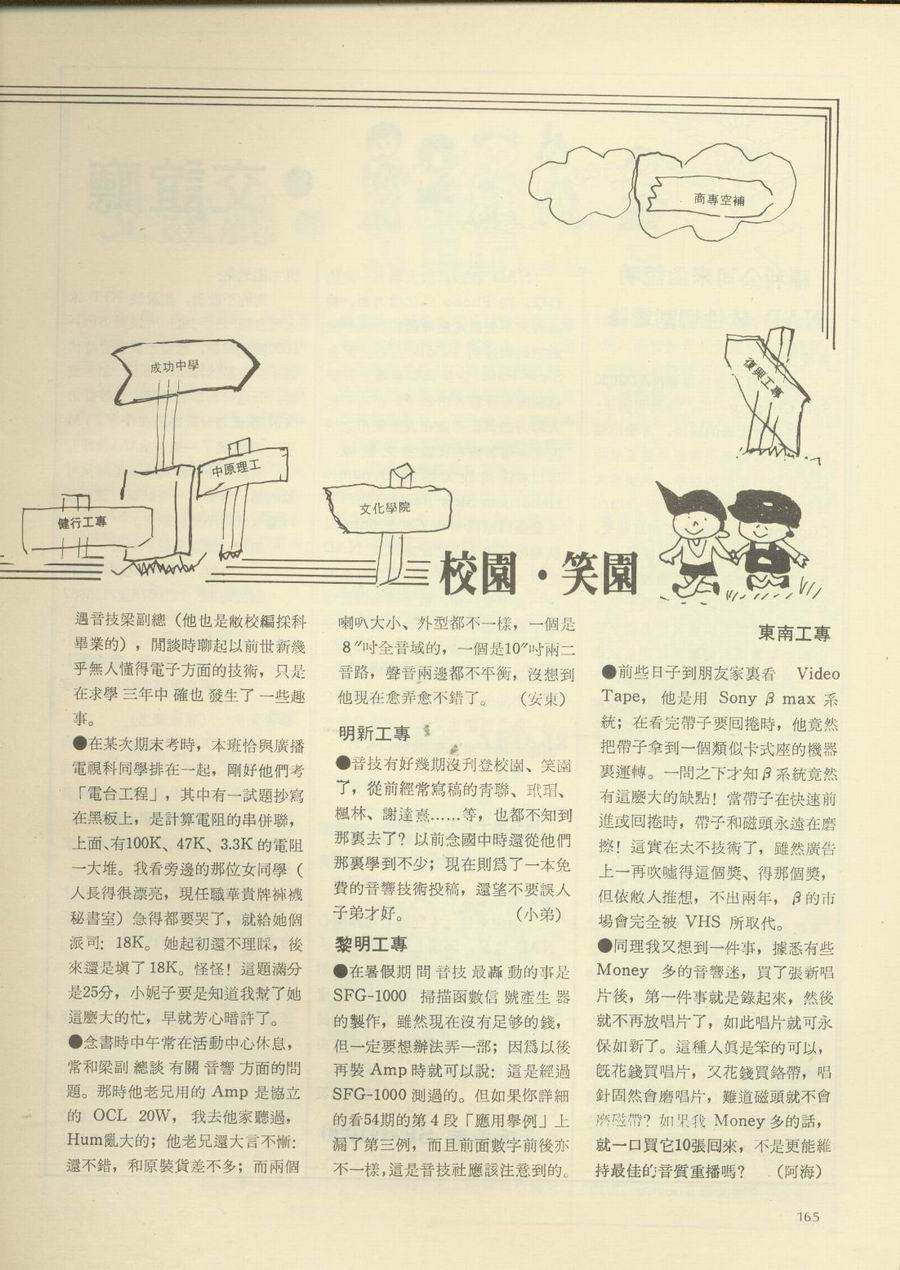 商專空補
成功中學
復興工專
中原理工
文化學院
健行工專
校園・笑園
遇音技梁副總（他也是敝校編採科
畢業的），閒談時聊起以前世新幾
乎無人懂得電子方面的技術，只是
在求學三年中確也發生了一些趣
事。
●在某次期末考時，本班恰與廣播
電視科同學排在一起，剛好他們考
「電台工程」，其中有一試題抄寫
在黑板上，是計算電阻的串併聯，
上面、有100K、47K、3.3K的電阻
一大堆。我看旁邊的那位女同學（
人長得很漂亮，現任職華貴牌褲襪
秘書室）急得都要哭了，就給她個
派司: 18K。她起初還不理睬，後
來還是塡了18K。怪怪！這題滿分
是25分，小妮子要是知道我幫了她
這麼大的忙，早就芳心暗許了。
●念書時中午常在活動中心休息，
常和梁副總談有關音響方面的問
題。那時他老兄用的 Amp 是協立
的 OCL 20W，我去他家聽過，
Hum亂大的；他老兄還大言不慚:
還不錯，和原裝貨差不多；而兩個
喇叭大小、外型都不一樣，一個是
8″吋全音域的，一個是10″吋兩二
音路，聲音兩邊都不平衡，沒想到
他現在愈弄愈不錯了。（安東）
明新工專
●音技有好幾期沒刋登校園、笑園
了，從前經常寫稿的靑聯、玳瑁、
楓林、謝達熹……等，也都不知到
那裏去了？以前念國中時還從他們
那裏學到不少；現在則爲了一本免
費的音響技術投稿，還望不要誤人
子弟才好。（小弟）
黎明工專
●在暑假期間音技最轟動的事是
SFG-1000 掃描函數信號產生器
的製作，雖然現在沒有足够的錢，
但一定要想辦法弄一部；因爲以後
再裝 Amp 時就可以說: 這是經過
SFG-1000 測過的。但如果你詳細
的看54期的第4段「應用擧例」上
漏了第三例，而且前面數字前後亦
不一樣，這是音技社應該注意到的。
東南工專
●前些日子到朋友家裏看 Video
Tape，他是用 Sony β max 系
統；在看完帶子要囘捲時，他竟然
把帶子拿到一個類似卡式座的機器
裏運轉。一問之下才知β系統竟然
有這麼大的缺點！當帶子在快速前
進或囘捲時，帶子和磁頭永遠在磨
擦！這實在太不技術了，雖然廣告
上一再吹噓得這個獎、得那個獎，
但依敝人推想，不出兩年，β的市
場會完全被 VHS 所取代。
●同理我又想到一件事，據悉有些
Money 多的音響迷，買了張新唱
片後，第一件事就是錄起來，然後
就不再放唱片了，如此唱片就可永
保如新了。這種人眞是笨的可以，
旣花錢買唱片，又花錢買錄帶，唱
針固然會磨唱片，難道磁頭就不會
磨磁帶？如果我 Money 多的話，
就一口買它10張囘來，不是更能維
持最佳的音質重播嗎？（阿海）
165